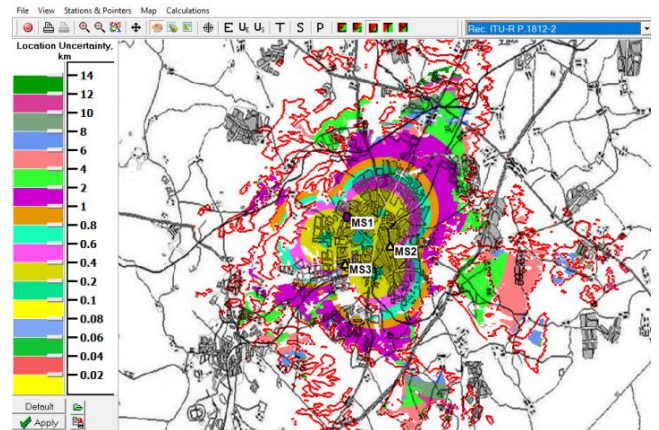 File View Stations & Pointers Map Calculations
E UE US T S P Rec. ITU-R P.1812-2
Location Uncertainty,
km
14
12
10
8
6
4
2
1
0.8
0.6
0.4
0.2
0.1
0.08
0.06
0.04
0.02
MS1
MS2
MS3
Default
Apply